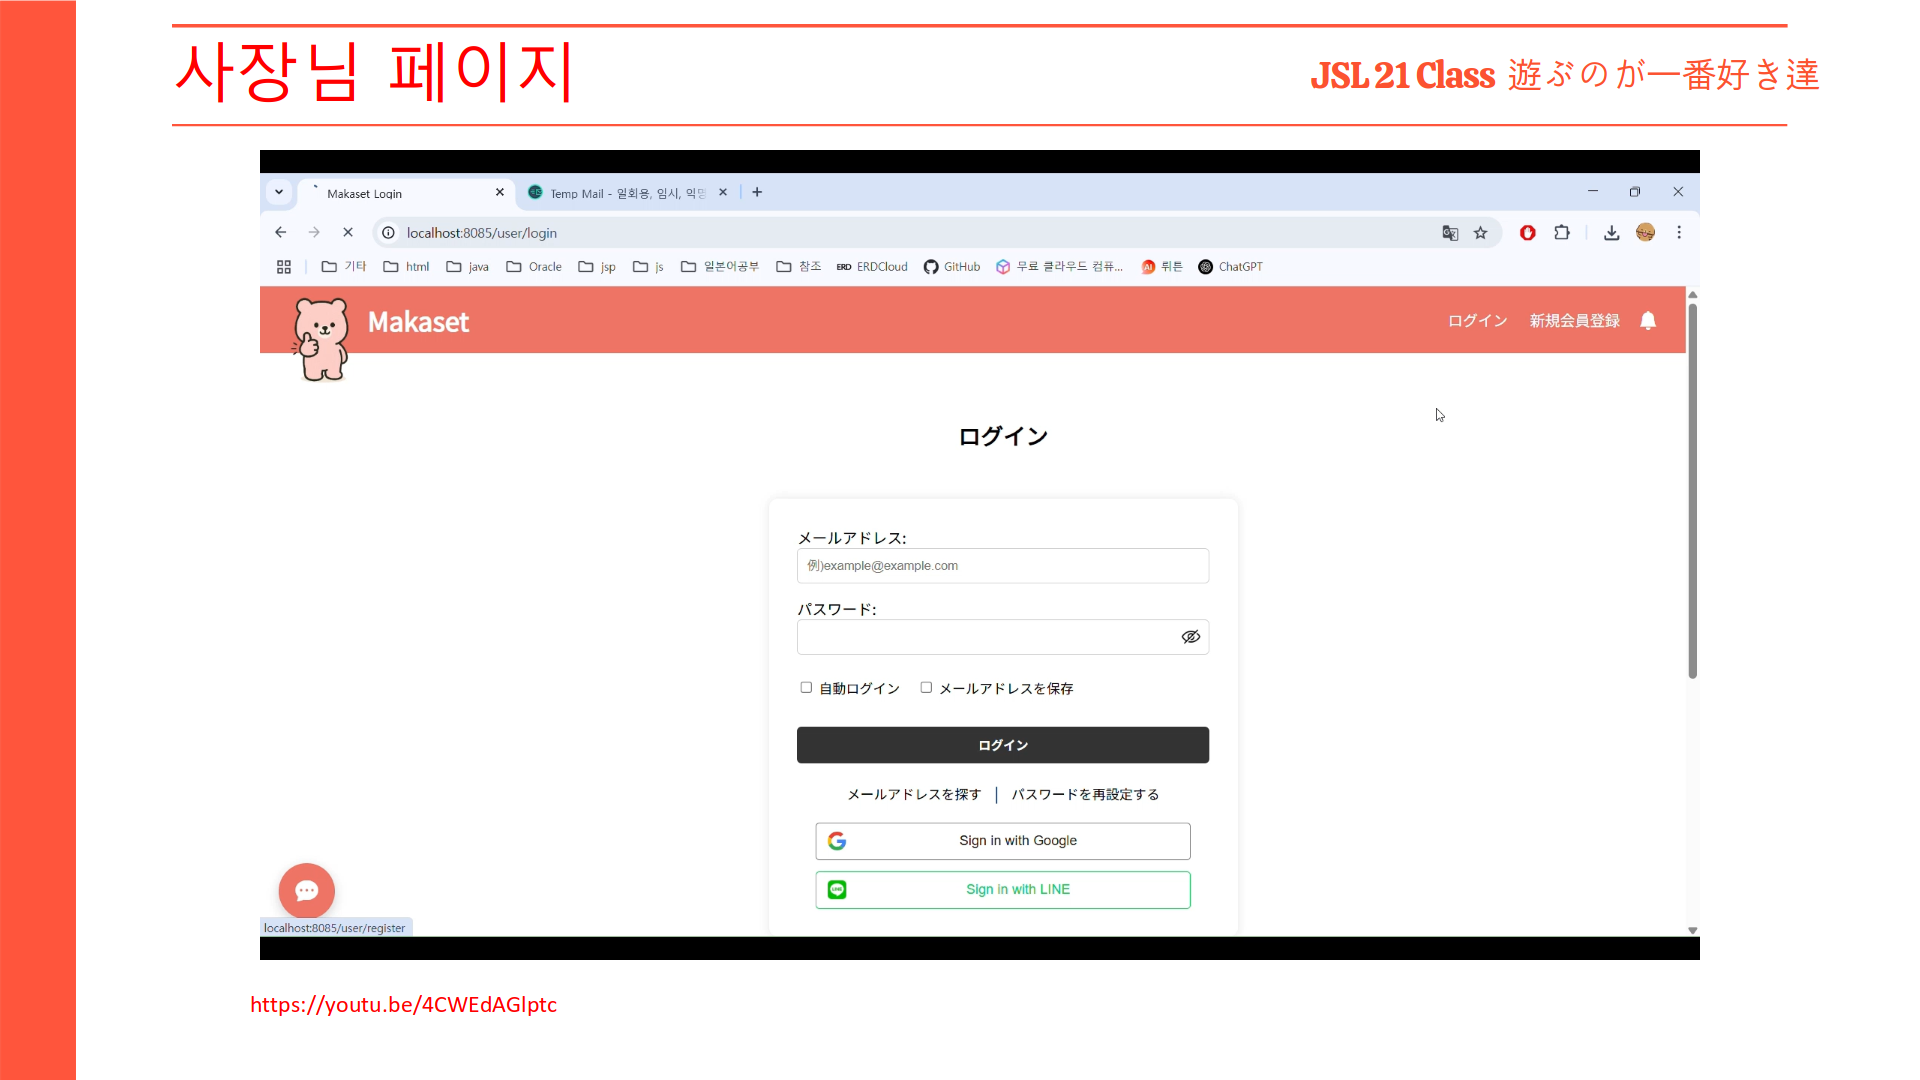 사장님 페이지
JSL 21 Class 遊ぶのが一番好き達
Makaset Login
Temp Mail - 일회용, 임시, 익명
localhost:8085/user/login
기타 html java Oracle jsp js 일본어공부 참조 ERD ERDCloud GitHub 무료 클라우드 컴퓨... AI 뤼튼 ChatGPT
Makaset
ログイン 新規会員登録
ログイン
メールアドレス:
例)example@example.com
パスワード:
自動ログイン メールアドレスを保存
ログイン
メールアドレスを探す | パスワードを再設定する
Sign in with Google
LINE Sign in with LINE
localhost:8085/user/register
https://youtu.be/4CWEdAGlptc